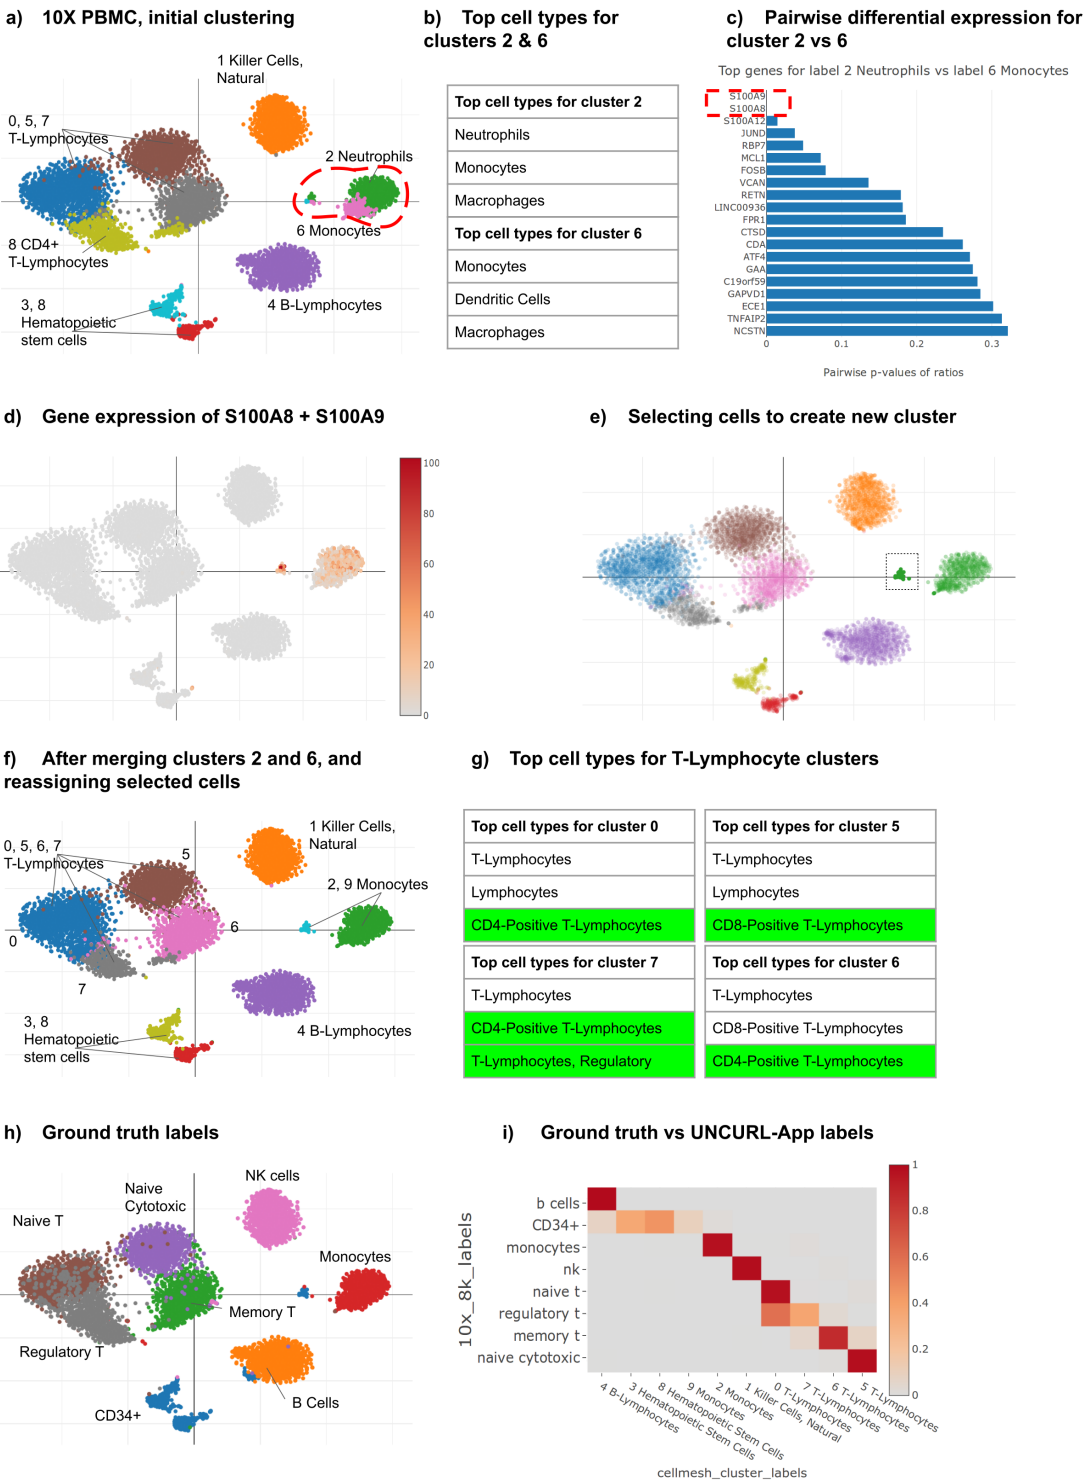 a) 10X PBMC, initial clustering
1 Killer Cells,
Natural
0, 5, 7
T-Lymphocytes
2 Neutrophils
6 Monocytes
8 CD4+
T-Lymphocytes
3, 8
Hematopoietic
stem cells
4 B-Lymphocytes
b) Top cell types for
clusters 2 & 6
Top cell types for cluster 2
Neutrophils
Monocytes
Macrophages
Top cell types for cluster 6
Monocytes
Dendritic Cells
Macrophages
c) Pairwise differential expression for
cluster 2 vs 6
Top genes for label 2 Neutrophils vs label 6 Monocytes
S100A9
S100A8
S100A12
JUND
RBP7
MCL1
FOSB
VCAN
RETN
LINC00936
FPR1
CTSD
CDA
ATF4
GAA
C19orf59
GAPVD1
ECE1
TNFAIP2
NCSTN
0 0.1 0.2 0.3
Pairwise p-values of ratios
d) Gene expression of S100A8 + S100A9
100
80
60
40
20
0
e) Selecting cells to create new cluster
f) After merging clusters 2 and 6, and
reassigning selected cells
1 Killer Cells,
Natural
0, 5, 6, 7
T-Lymphocytes
5
2, 9 Monocytes
6
0
7
3, 8
Hematopoietic
stem cells
4 B-Lymphocytes
g) Top cell types for T-Lymphocyte clusters
Top cell types for cluster 0
T-Lymphocytes
Lymphocytes
CD4-Positive T-Lymphocytes
Top cell types for cluster 7
T-Lymphocytes
CD4-Positive T-Lymphocytes
T-Lymphocytes, Regulatory
Top cell types for cluster 5
T-Lymphocytes
Lymphocytes
CD8-Positive T-Lymphocytes
Top cell types for cluster 6
T-Lymphocytes
CD8-Positive T-Lymphocytes
CD4-Positive T-Lymphocytes
h) Ground truth labels
NK cells
Naive
Cytotoxic
Naive T
Monocytes
Memory T
Regulatory T
B Cells
CD34+
i) Ground truth vs UNCURL-App labels
10x_8k_labels
b cells
CD34+
monocytes
nk
naive t
regulatory t
memory t
naive cytotoxic
4 B-Lymphocytes
3 Hematopoietic Stem Cells
8 Hematopoietic Stem Cells
9 Monocytes
2 Monocytes
1 Killer Cells, Natural
0 T-Lymphocytes
7 T-Lymphocytes
6 T-Lymphocytes
5 T-Lymphocytes
cellmesh_cluster_labels
1
0.8
0.6
0.4
0.2
0